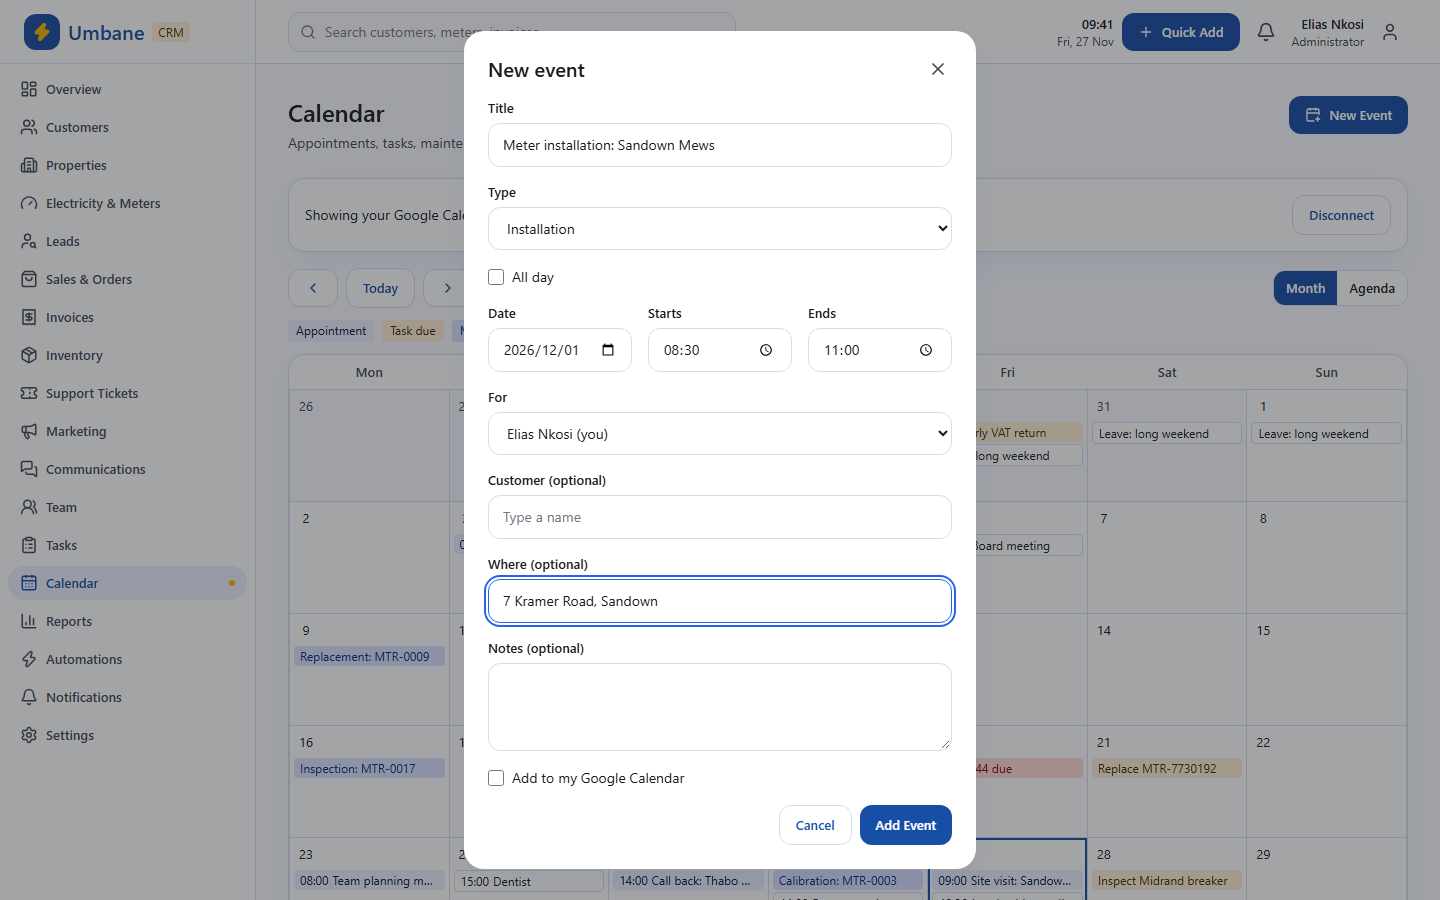 Umbane CRM
Search customers, meters, invoices
09:41
Fri, 27 Nov
Quick Add
Elias Nkosi
Administrator
Overview
Customers
Properties
Electricity & Meters
Leads
Sales & Orders
Invoices
Inventory
Support Tickets
Marketing
Communications
Team
Tasks
Calendar
Reports
Automations
Notifications
Settings
Calendar
Appointments, tasks, mainte
New Event
Showing your Google Cale
Disconnect
Today
Month
Agenda
Appointment
Task due
M
Mon
Fri
Sat
Sun
26
2
rly VAT return
long weekend
31
Leave: long weekend
1
Leave: long weekend
2
Board meeting
7
8
9
Replacement: MTR-0009
1
14
15
16
Inspection: MTR-0017
1
44 due
21
Replace MTR-7730192
22
23
08:00 Team planning m...
2
15:00 Dentist
14:00 Call back: Thabo ...
Calibration: MTR-0003
09:00 Site visit: Sandow...
28
Inspect Midrand breaker
29
New event
Title
Meter installation: Sandown Mews
Type
Installation
All day
Date
Starts
Ends
2026/12/01
08:30
11:00
For
Elias Nkosi (you)
Customer (optional)
Type a name
Where (optional)
7 Kramer Road, Sandown
Notes (optional)
Add to my Google Calendar
Cancel
Add Event